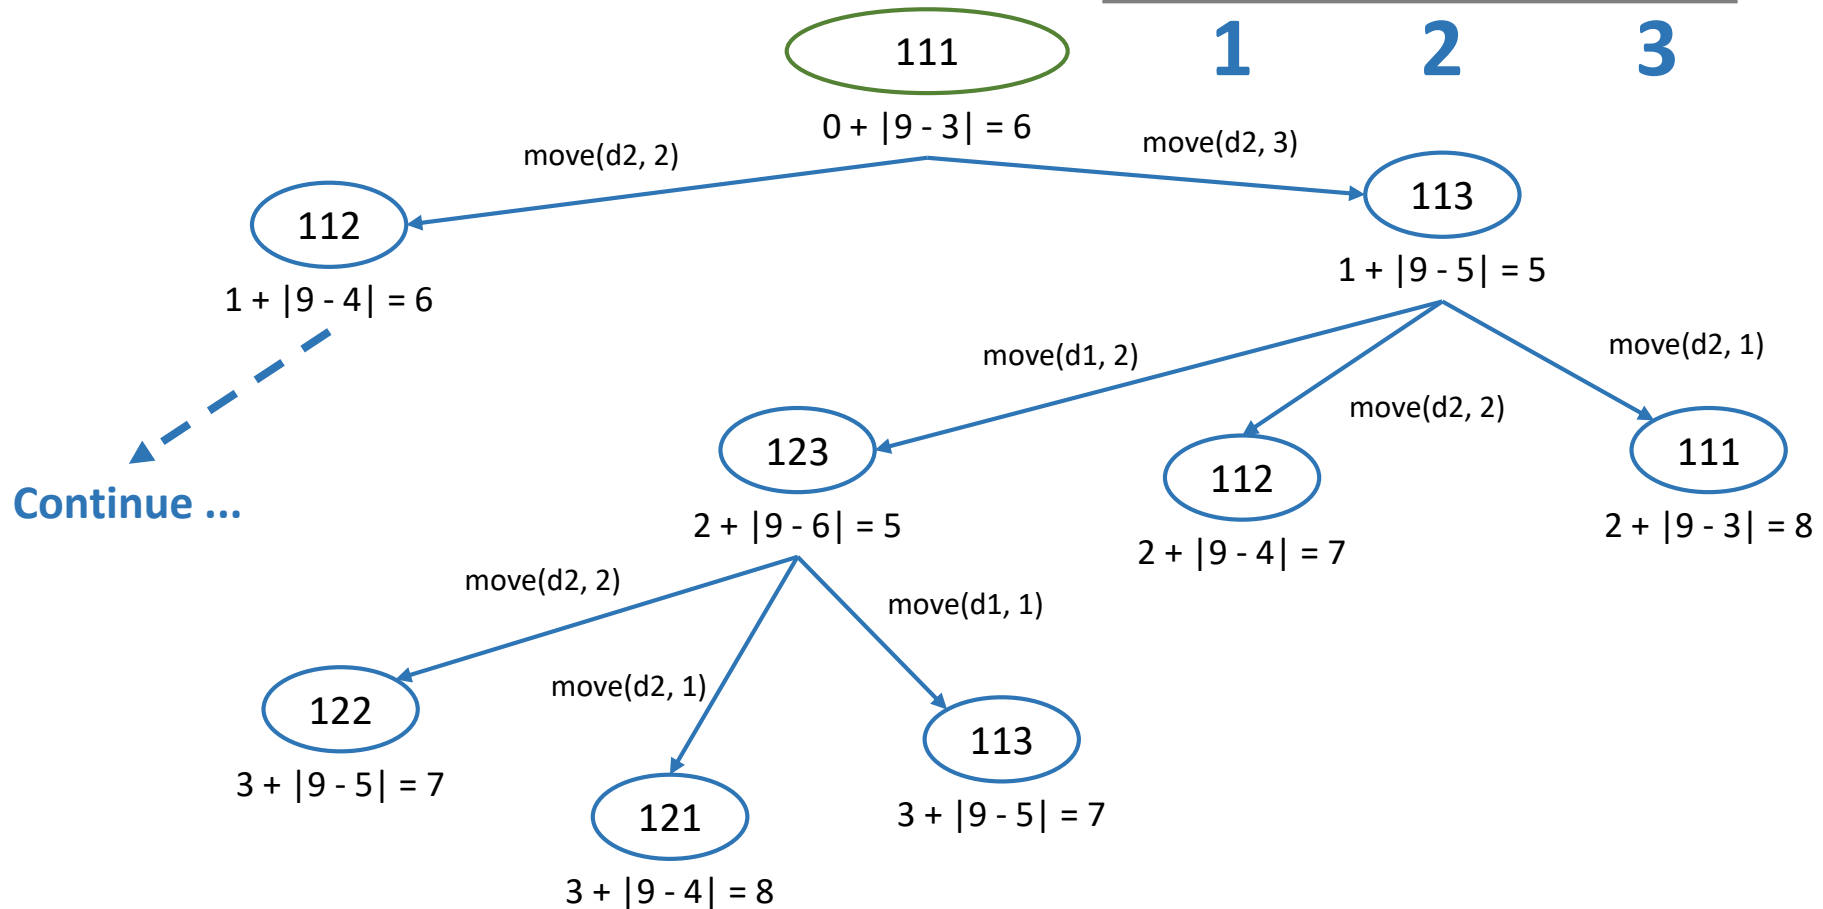 111
1 2 3
0 + |9 - 3| = 6
move(d2, 2)
move(d2, 3)
112
113
1 + |9 - 4| = 6
1 + |9 - 5| = 5
move(d1, 2)
move(d2, 2)
move(d2, 1)
Continue ...
123
112
111
2 + |9 - 6| = 5
2 + |9 - 4| = 7
2 + |9 - 3| = 8
move(d2, 2)
move(d2, 1)
move(d1, 1)
122
121
113
3 + |9 - 5| = 7
3 + |9 - 4| = 8
3 + |9 - 5| = 7